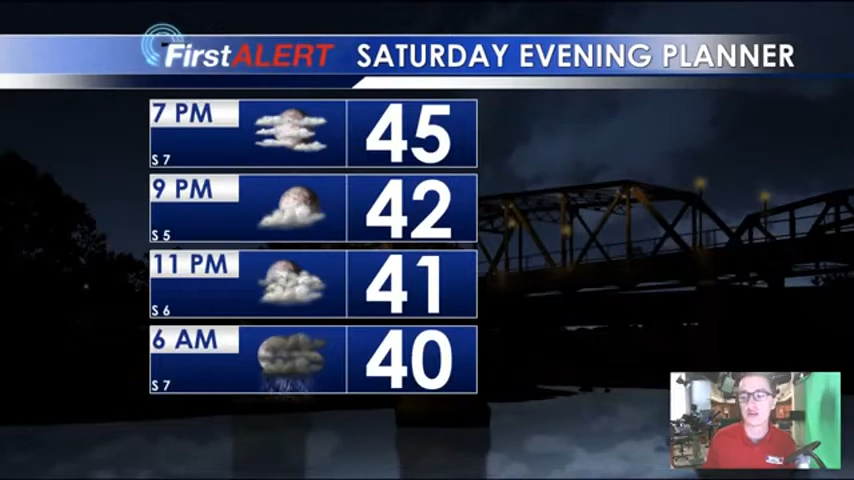 FirstALERT SATURDAY EVENING PLANNER
7 PM
S 7
45
9 PM
S 5
42
11 PM
S 6
41
6 AM
S 7
40